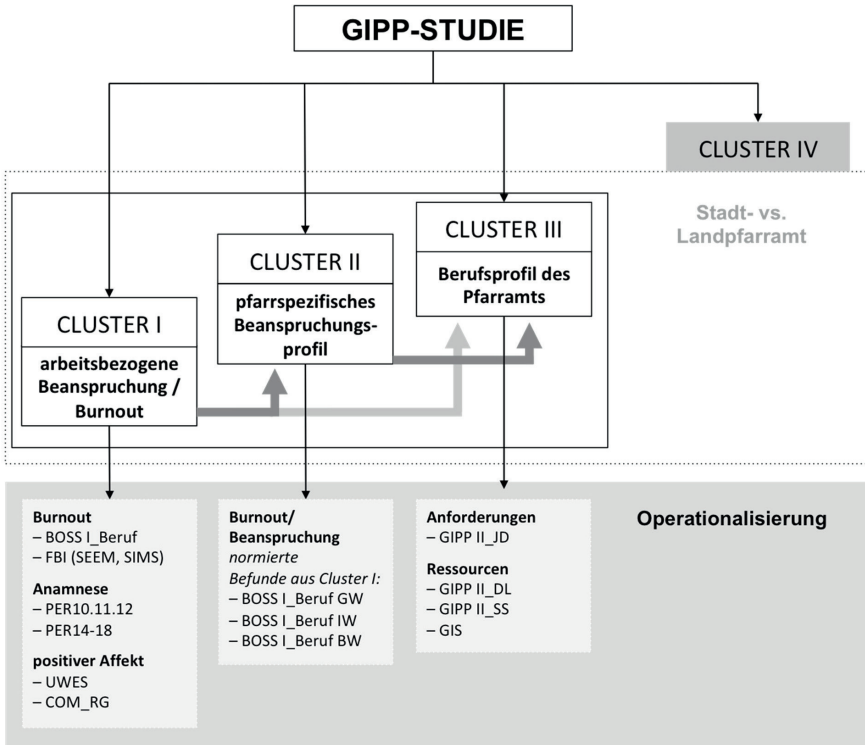 GIPP-STUDIE
CLUSTER IV
Stadt- vs.
Landpfarramt
CLUSTER III
Berufsprofil des
Pfarramts
CLUSTER II
pfarrspezifisches
Beanspruchungs-
profil
CLUSTER I
arbeitsbezogene
Beanspruchung /
Burnout
Operationalisierung
Burnout
– BOSS I_Beruf
– FBI (SEEM, SIMS)
Anamnese
– PER10.11.12
– PER14-18
positiver Affekt
– UWES
– COM_RG
Burnout/
Beanspruchung
normierte
Befunde aus Cluster I:
– BOSS I_Beruf GW
– BOSS I_Beruf IW
– BOSS I_Beruf BW
Anforderungen
– GIPP II_JD
Ressourcen
– GIPP II_DL
– GIPP II_SS
– GIS